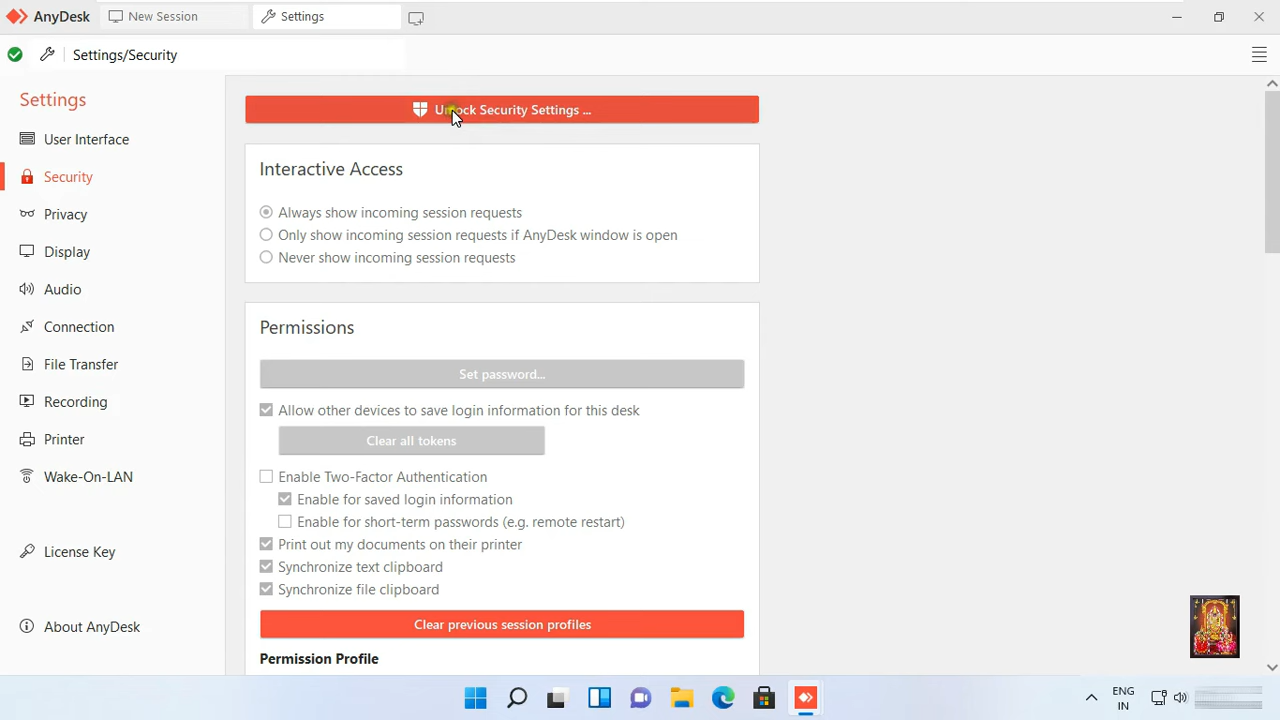 AnyDesk
New Session
Settings
Settings/Security
Settings
User Interface
Security
Privacy
Display
Audio
Connection
File Transfer
Recording
Printer
Wake-On-LAN
License Key
About AnyDesk
Unlock Security Settings ...
Interactive Access
Always show incoming session requests
Only show incoming session requests if AnyDesk window is open
Never show incoming session requests
Permissions
Set password...
Allow other devices to save login information for this desk
Clear all tokens
Enable Two-Factor Authentication
Enable for saved login information
Enable for short-term passwords (e.g. remote restart)
Print out my documents on their printer
Synchronize text clipboard
Synchronize file clipboard
Clear previous session profiles
Permission Profile
ENG
IN